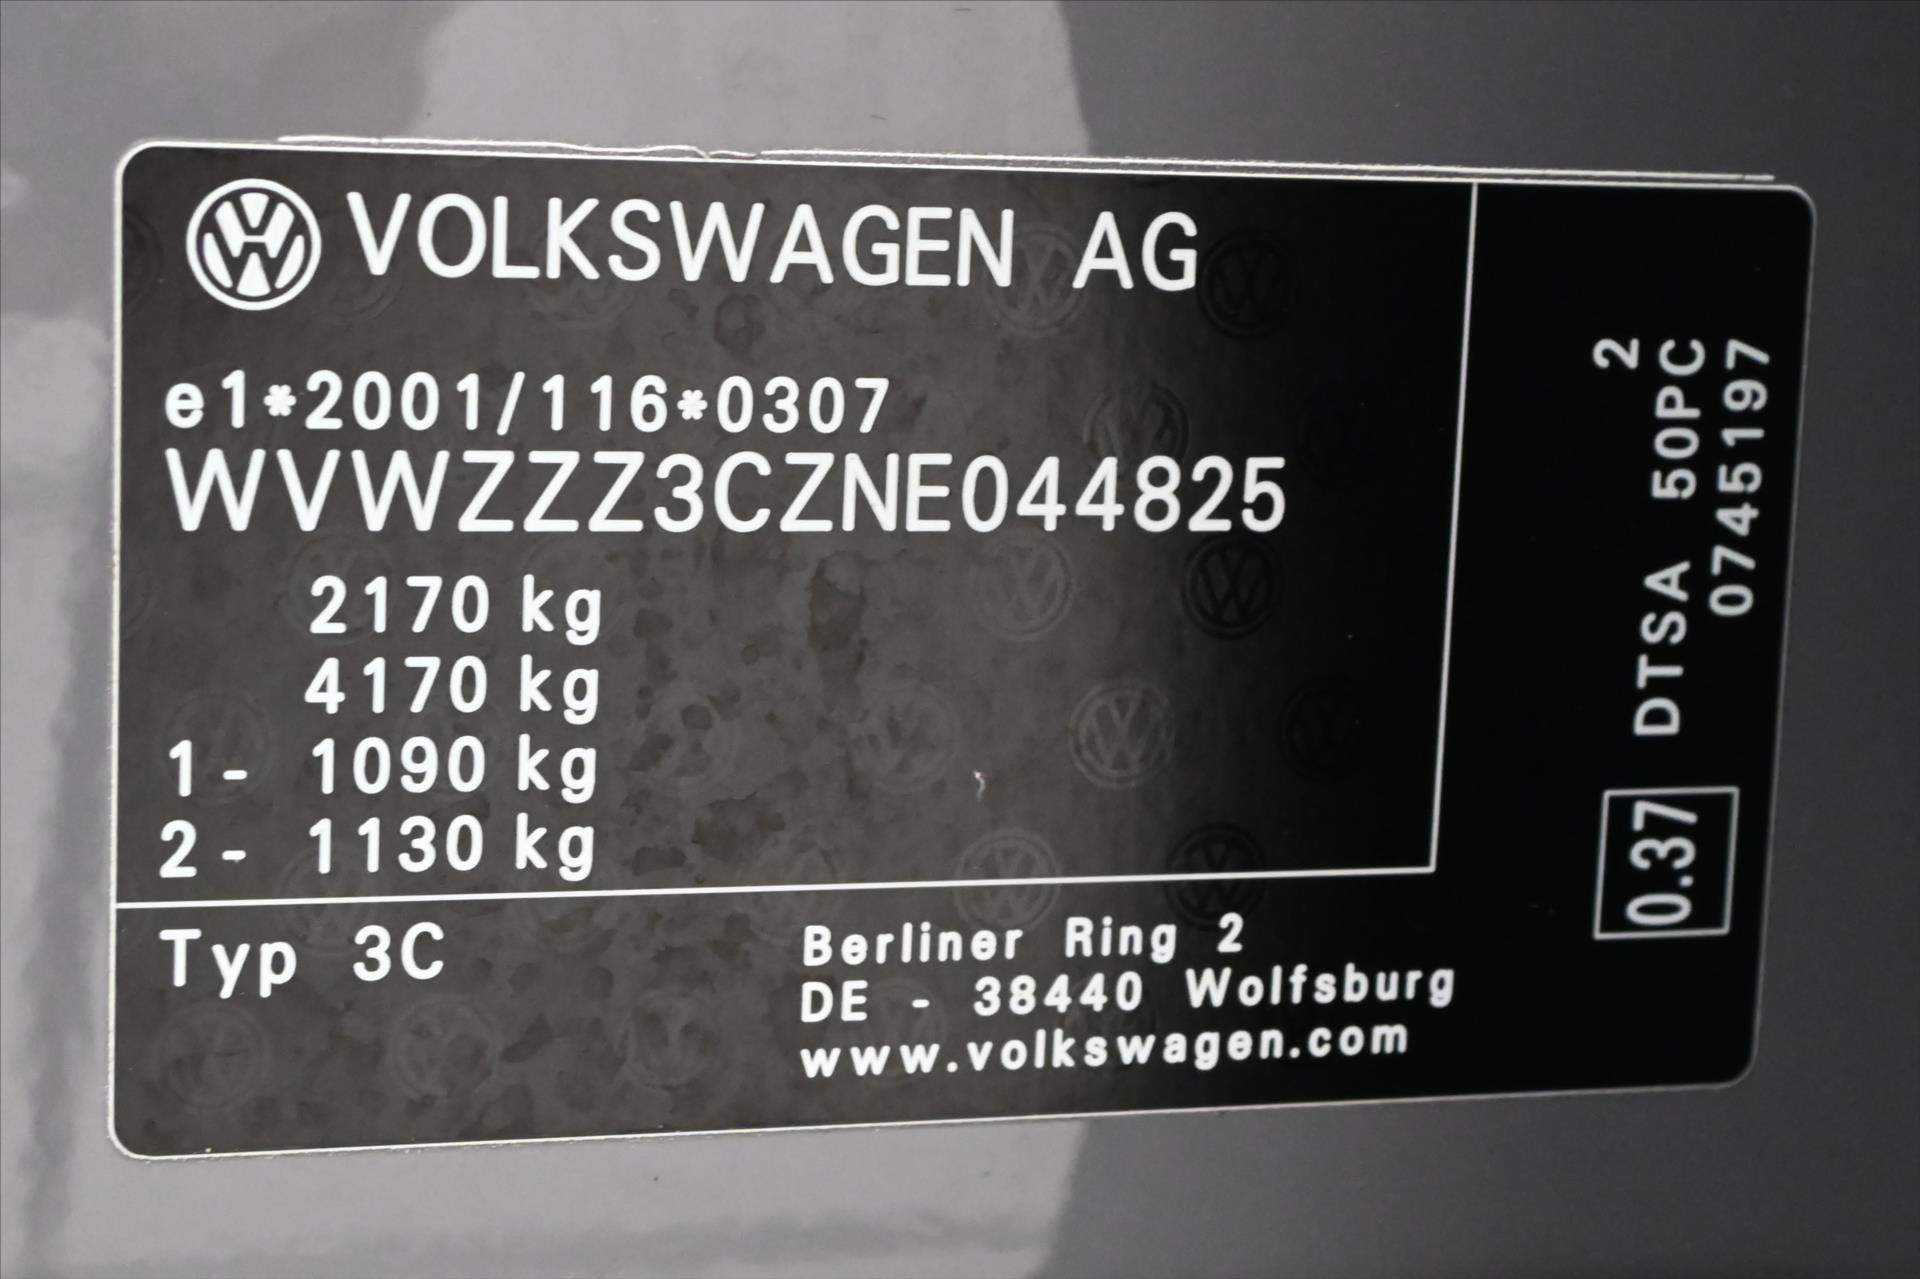 VOLKSWAGEN AG
e1*2001/116*0307
WVWZZZ3CZNE044825
2170 kg
4170 kg
1- 1090 kg
2- 1130 kg
Typ 3C
Berliner Ring 2
DE - 38440 Wolfsburg
www.volkswagen.com
2
0.37 DTSA 50PC
0745197